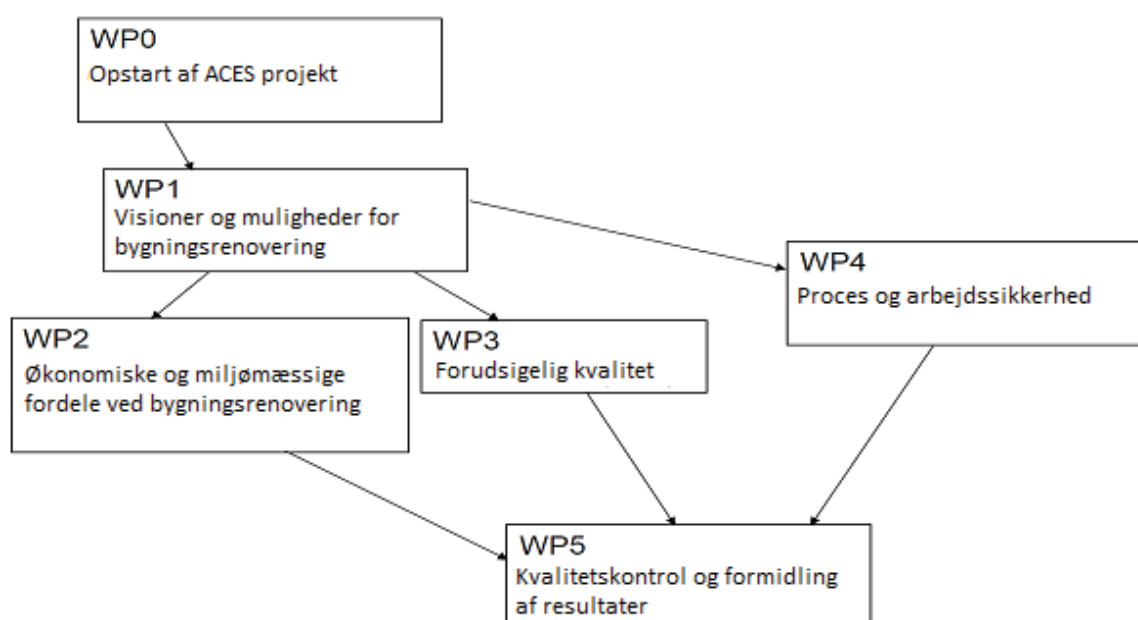 WP0
Opstart af ACES projekt
WP1
Visioner og muligheder for
bygningsrenovering
WP4
Proces og arbejdssikkerhed
WP2
Økonomiske og miljømæssige
fordele ved bygningsrenovering
WP3
Forudsigelig kvalitet
WP5
Kvalitetskontrol og formidling
af resultater